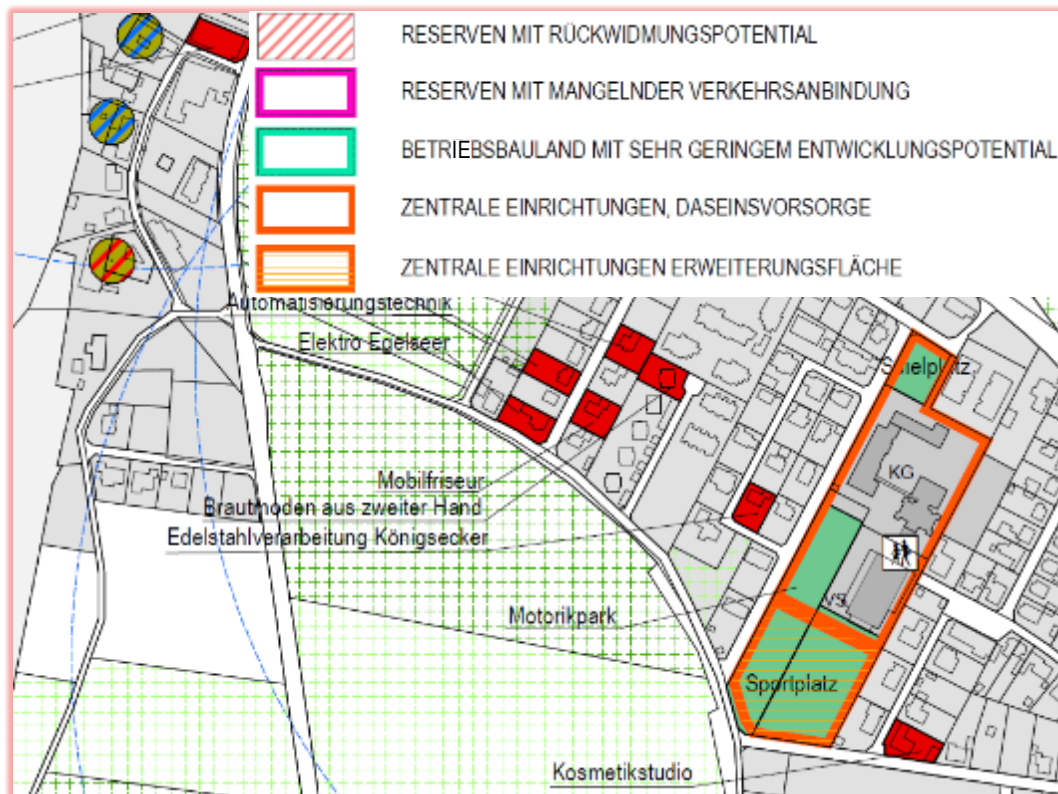 RESERVEN MIT RÜCKWIDMUNGSPOTENTIAL
RESERVEN MIT MANGELNDER VERKEHRSANBINDUNG
BETRIEBSBAULAND MIT SEHR GERINGEM ENTWICKLUNGSPOTENTIAL
ZENTRALE EINRICHTUNGEN, DASEINSVORSORGE
ZENTRALE EINRICHTUNGEN ERWEITERUNGSFLÄCHE
Automatisierungstechnik
Elektro Egelseer
Spielplatz
KG
Mobilfriseur
Brautmoden aus zweiter Hand
Edelstahlverarbeitung Königsecker
VS
Motorikpark
Sportplatz
Kosmetikstudio